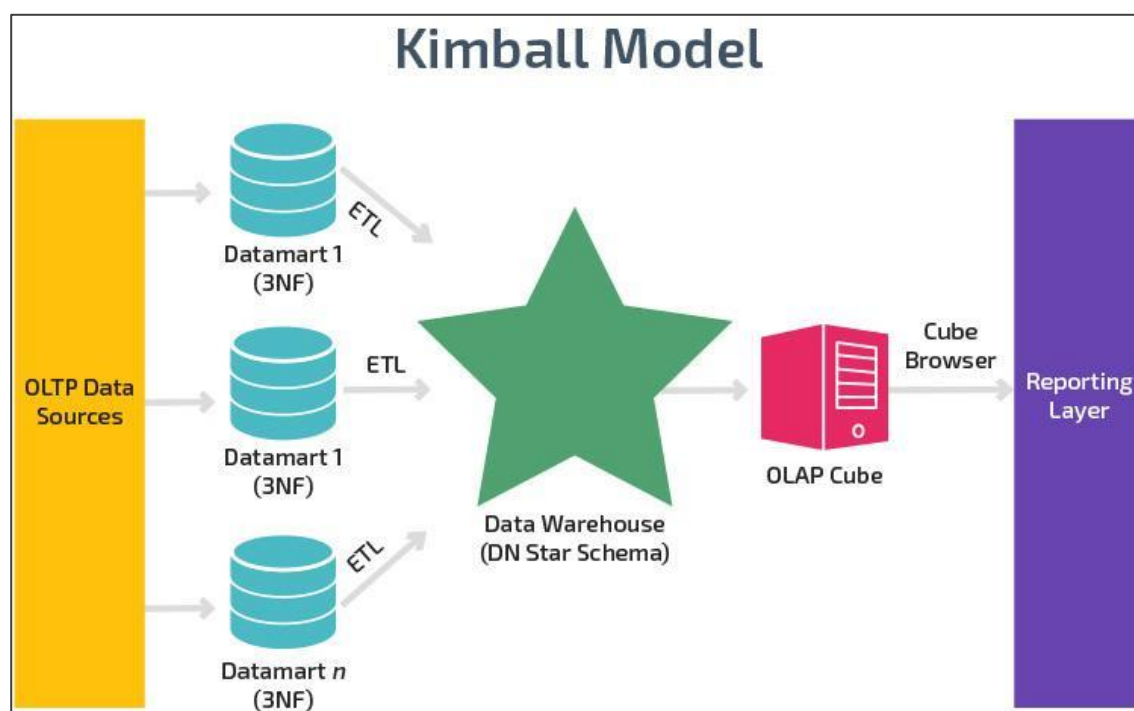 Kimball Model
OLTP Data
Sources
Datamart 1
(3NF)
ETL
Datamart 1
(3NF)
ETL
Datamart n
(3NF)
ETL
Data Warehouse
(DN Star Schema)
OLAP Cube
Cube
Browser
Reporting
Layer